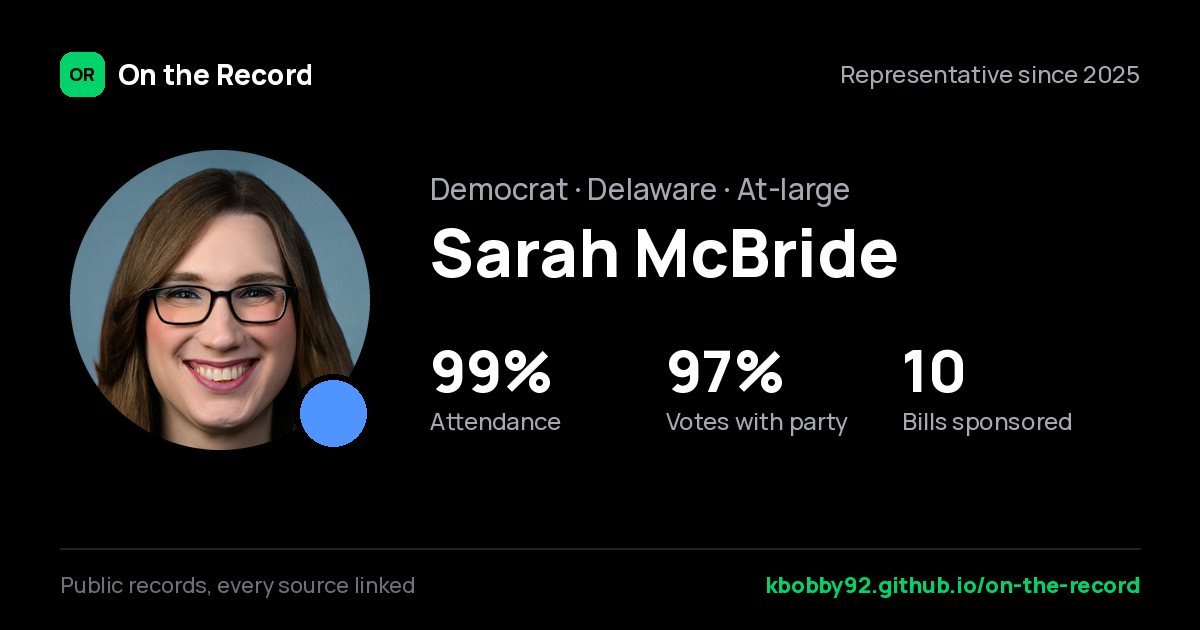 OR On the Record
Representative since 2025
Democrat · Delaware · At-large
Sarah McBride
99% 97% 10
Attendance Votes with party Bills sponsored
Public records, every source linked
kbobby92.github.io/on-the-record